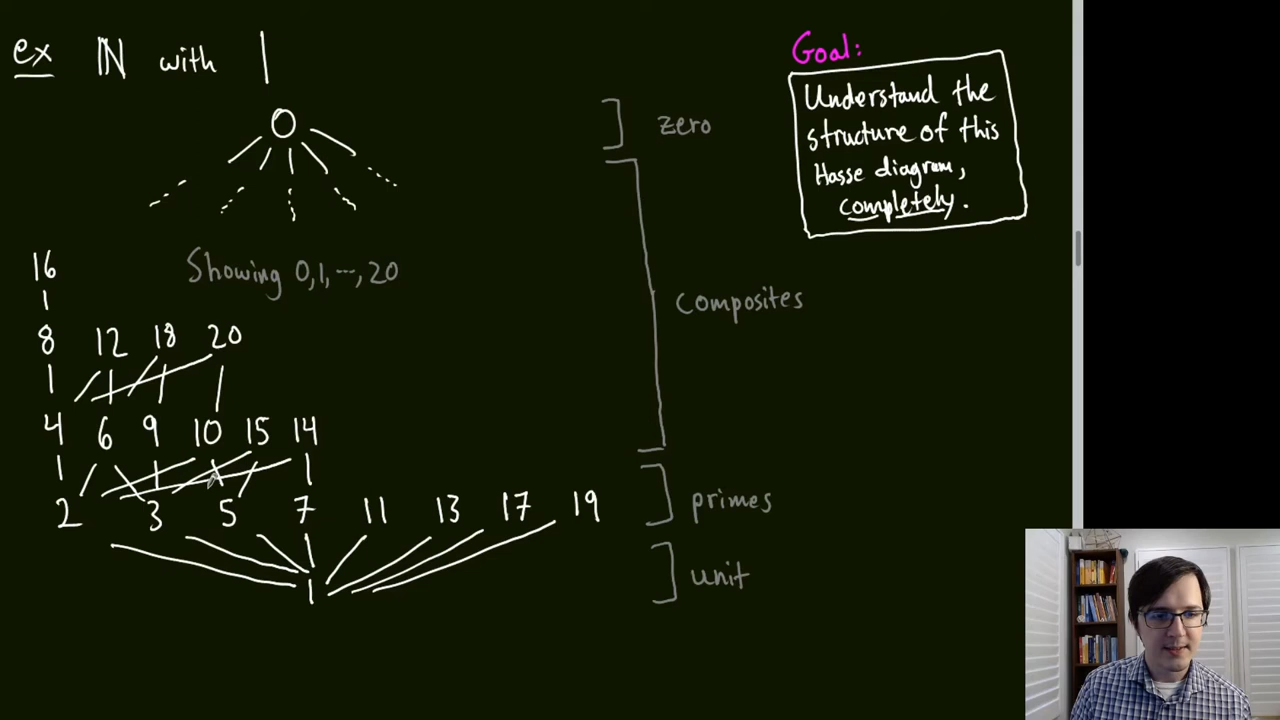 ex ℕ with |
0
Showing 0,1,...,20
16
8 12 18 20
4 6 9 10 15 14
2 3 5 7 11 13 17 19
1
] zero
] composites
] primes
] unit
Goal:
Understand the
structure of this
Hasse diagram,
completely.